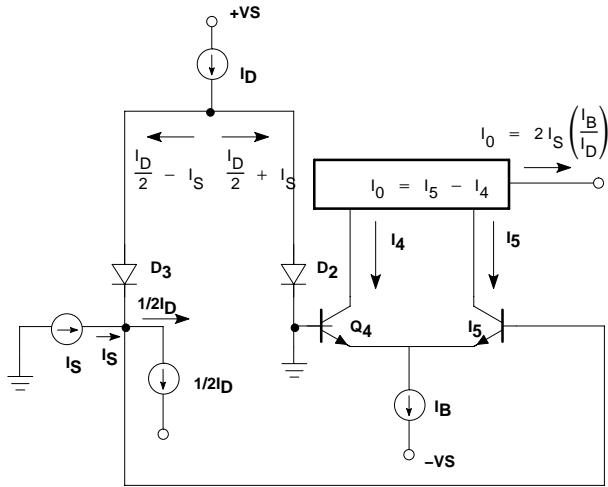 +VS
I_D
I_0 = 2 I_S (I_B / I_D)
I_D/2 − I_S
I_D/2 + I_S
I_0 = I_5 − I_4
I_4
I_5
D_3
D_2
1/2I_D
Q_4
I_5
I_S
I_S
1/2I_D
I_B
−VS